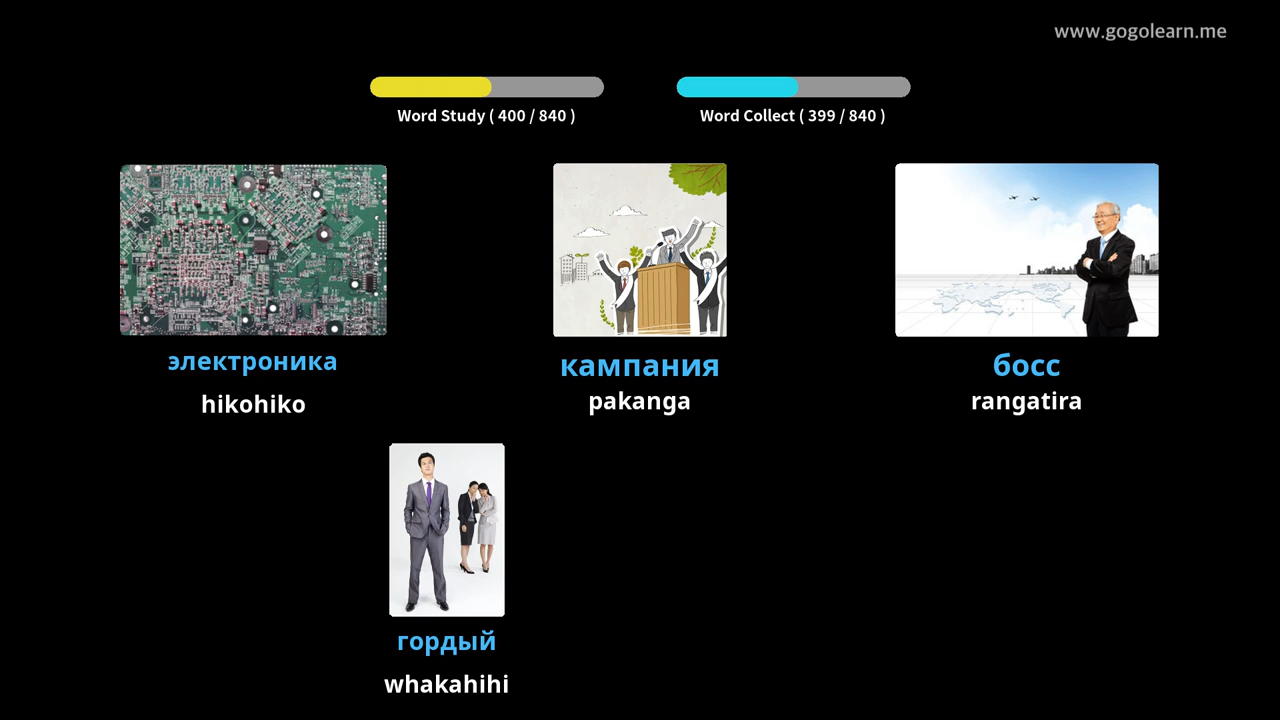 www.gogolearn.me
Word Study ( 400 / 840 )
Word Collect ( 399 / 840 )
электроника
hikohiko
кампания
pakanga
босс
rangatira
гордый
whakahihi